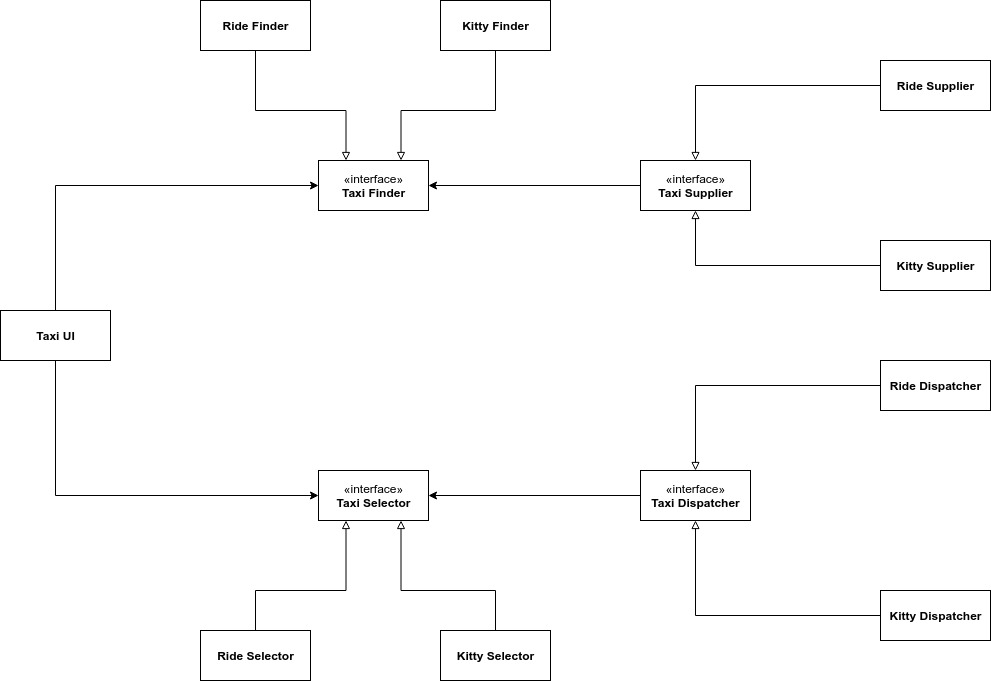 Ride Finder
Kitty Finder
Ride Supplier
«interface»
Taxi Finder
«interface»
Taxi Supplier
Kitty Supplier
Taxi UI
Ride Dispatcher
«interface»
Taxi Selector
«interface»
Taxi Dispatcher
Kitty Dispatcher
Ride Selector
Kitty Selector